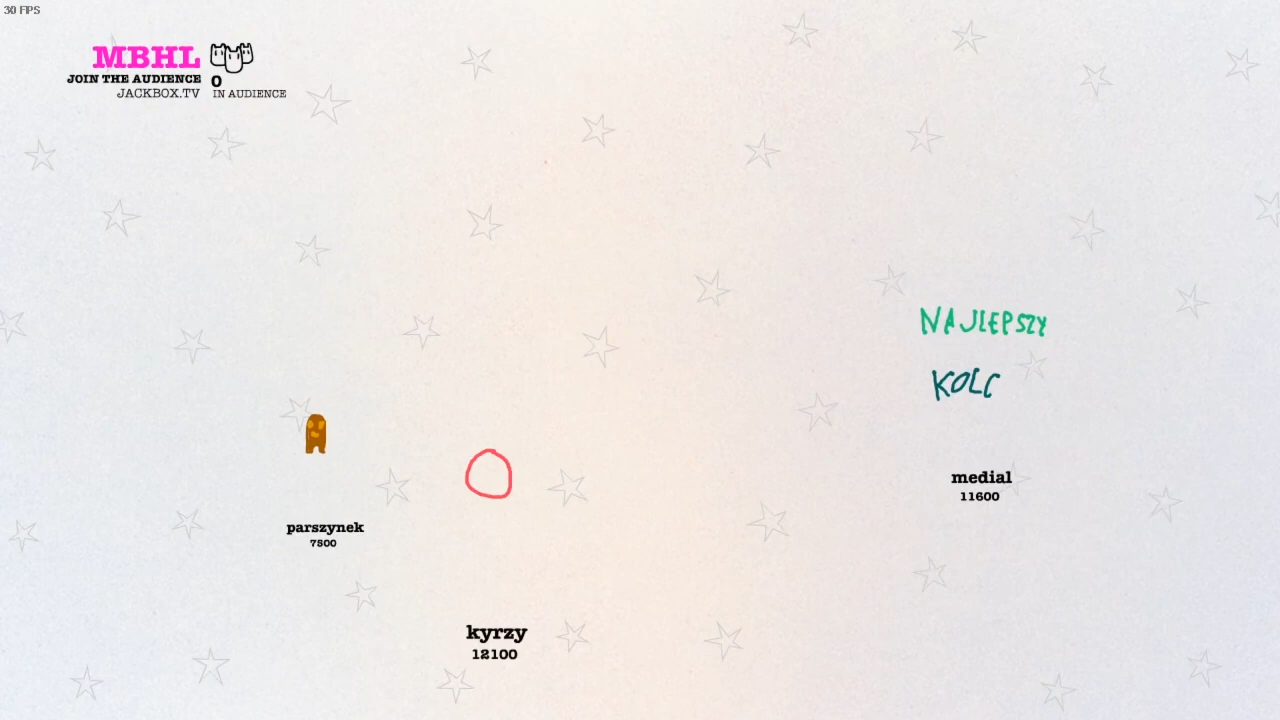 30 FPS
MBHL
JOIN THE AUDIENCE
JACKBOX.TV
0
IN AUDIENCE
NAJLEPSZY
KOLC
medial
11600
parszynek
7500
kyrzy
12100